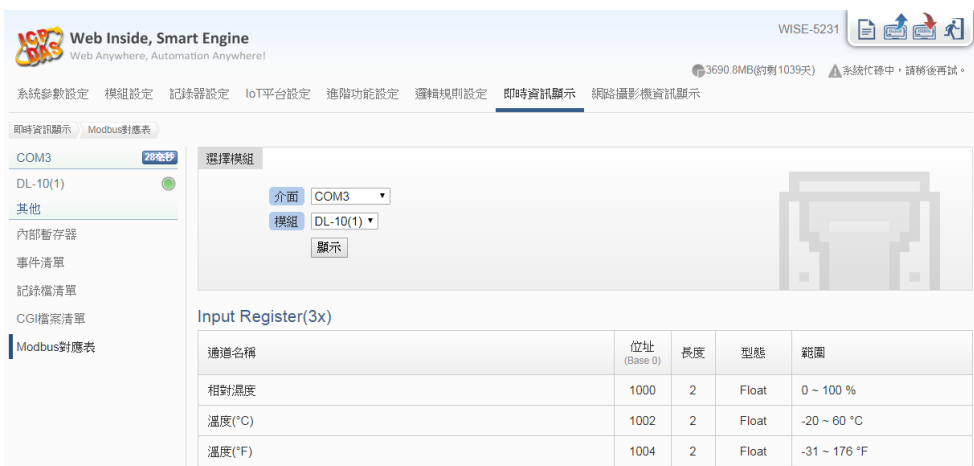 ICP DAS
Web Inside, Smart Engine
Web Anywhere, Automation Anywhere!
WISE-5231
3690.8MB(約剩1039天) 系統忙碌中，請稍後再試。
系統參數設定 模組設定 記錄器設定 IoT平台設定 進階功能設定 邏輯規則設定 即時資訊顯示 網路攝影機資訊顯示
即時資訊顯示 Modbus對應表
COM3 28毫秒
DL-10(1)
其他
內部暫存器
事件清單
記錄檔清單
CGI檔案清單
Modbus對應表
選擇模組
介面 COM3
模組 DL-10(1)
顯示
Input Register(3x)
通道名稱 位址 (Base 0) 長度 型態 範圍
相對濕度 1000 2 Float 0 ~ 100 %
溫度(°C) 1002 2 Float -20 ~ 60 °C
溫度(°F) 1004 2 Float -31 ~ 176 °F